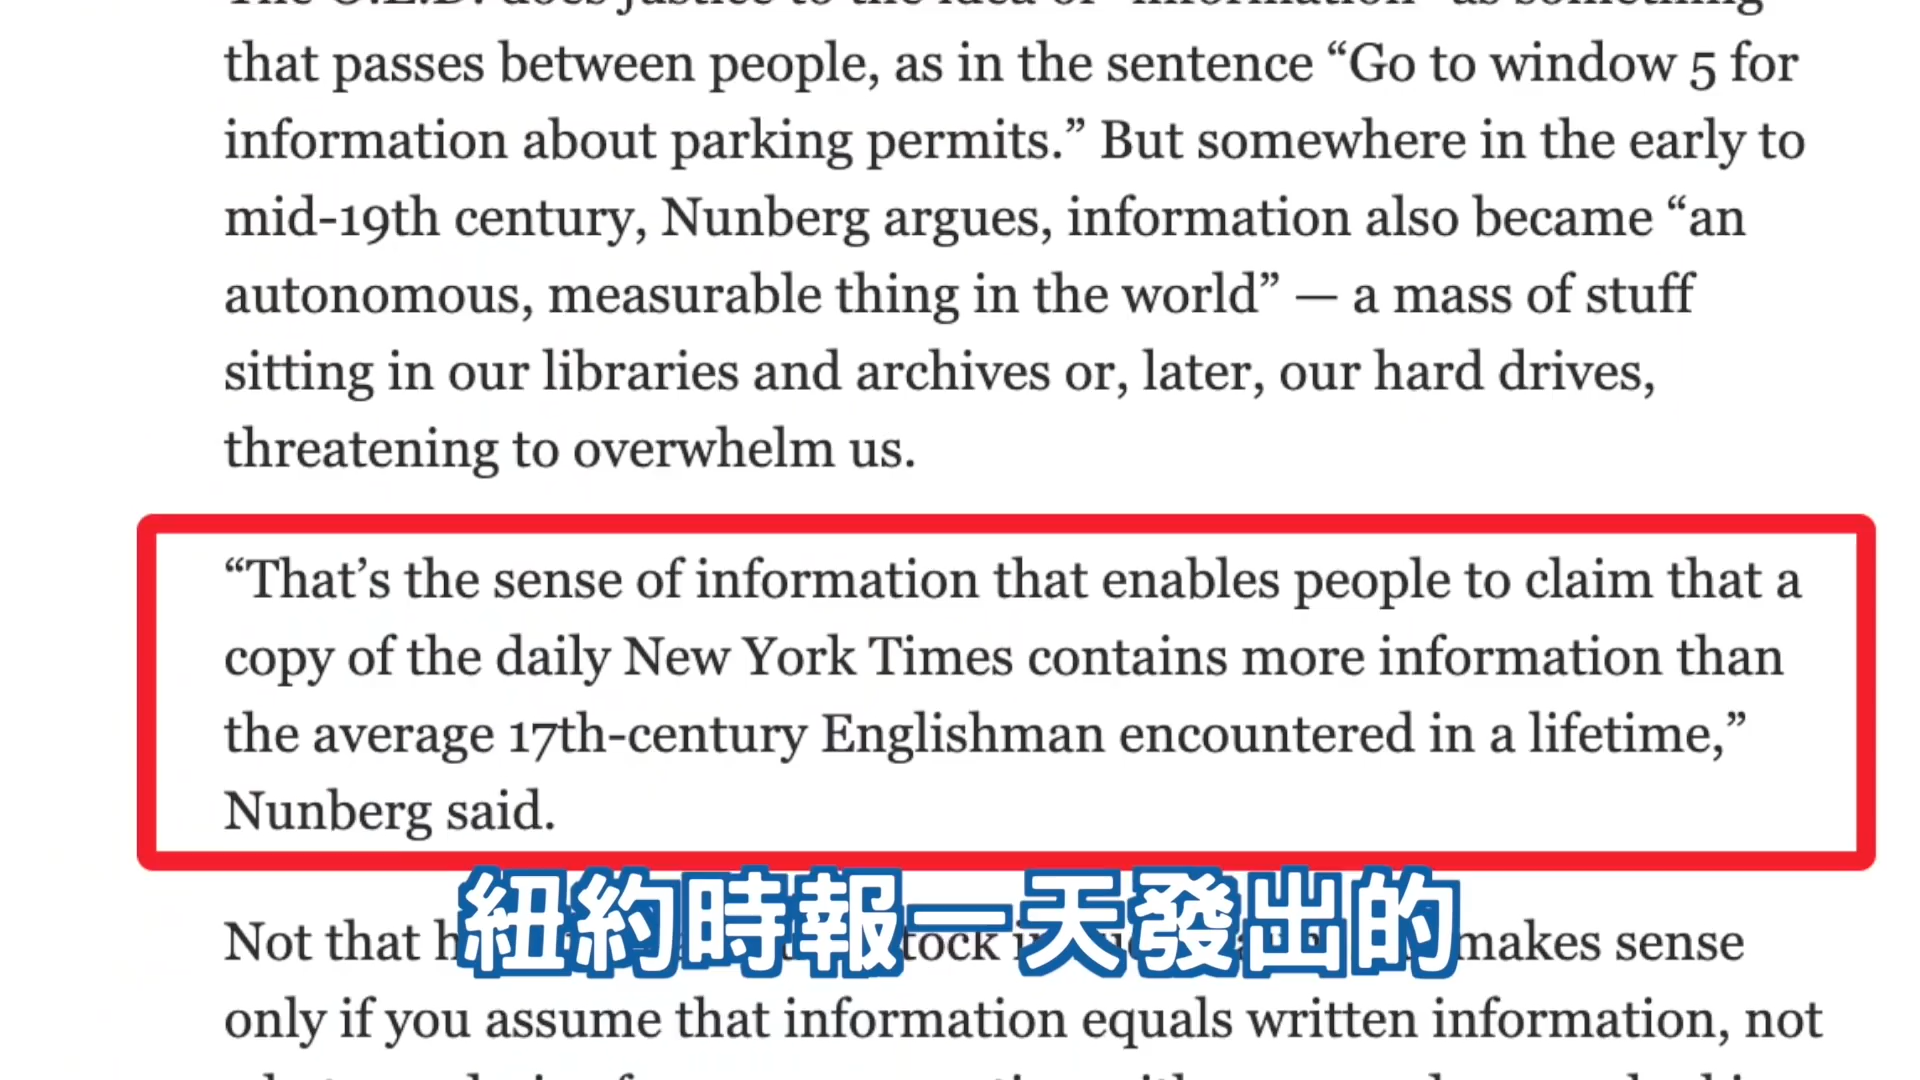 that passes between people, as in the sentence “Go to window 5 for
information about parking permits.” But somewhere in the early to
mid-19th century, Nunberg argues, information also became “an
autonomous, measurable thing in the world” — a mass of stuff
sitting in our libraries and archives or, later, our hard drives,
threatening to overwhelm us.
“That’s the sense of information that enables people to claim that a
copy of the daily New York Times contains more information than
the average 17th-century Englishman encountered in a lifetime,”
Nunberg said.
紐約時報一天發出的
Not that makes sense
only if you assume that information equals written information, not